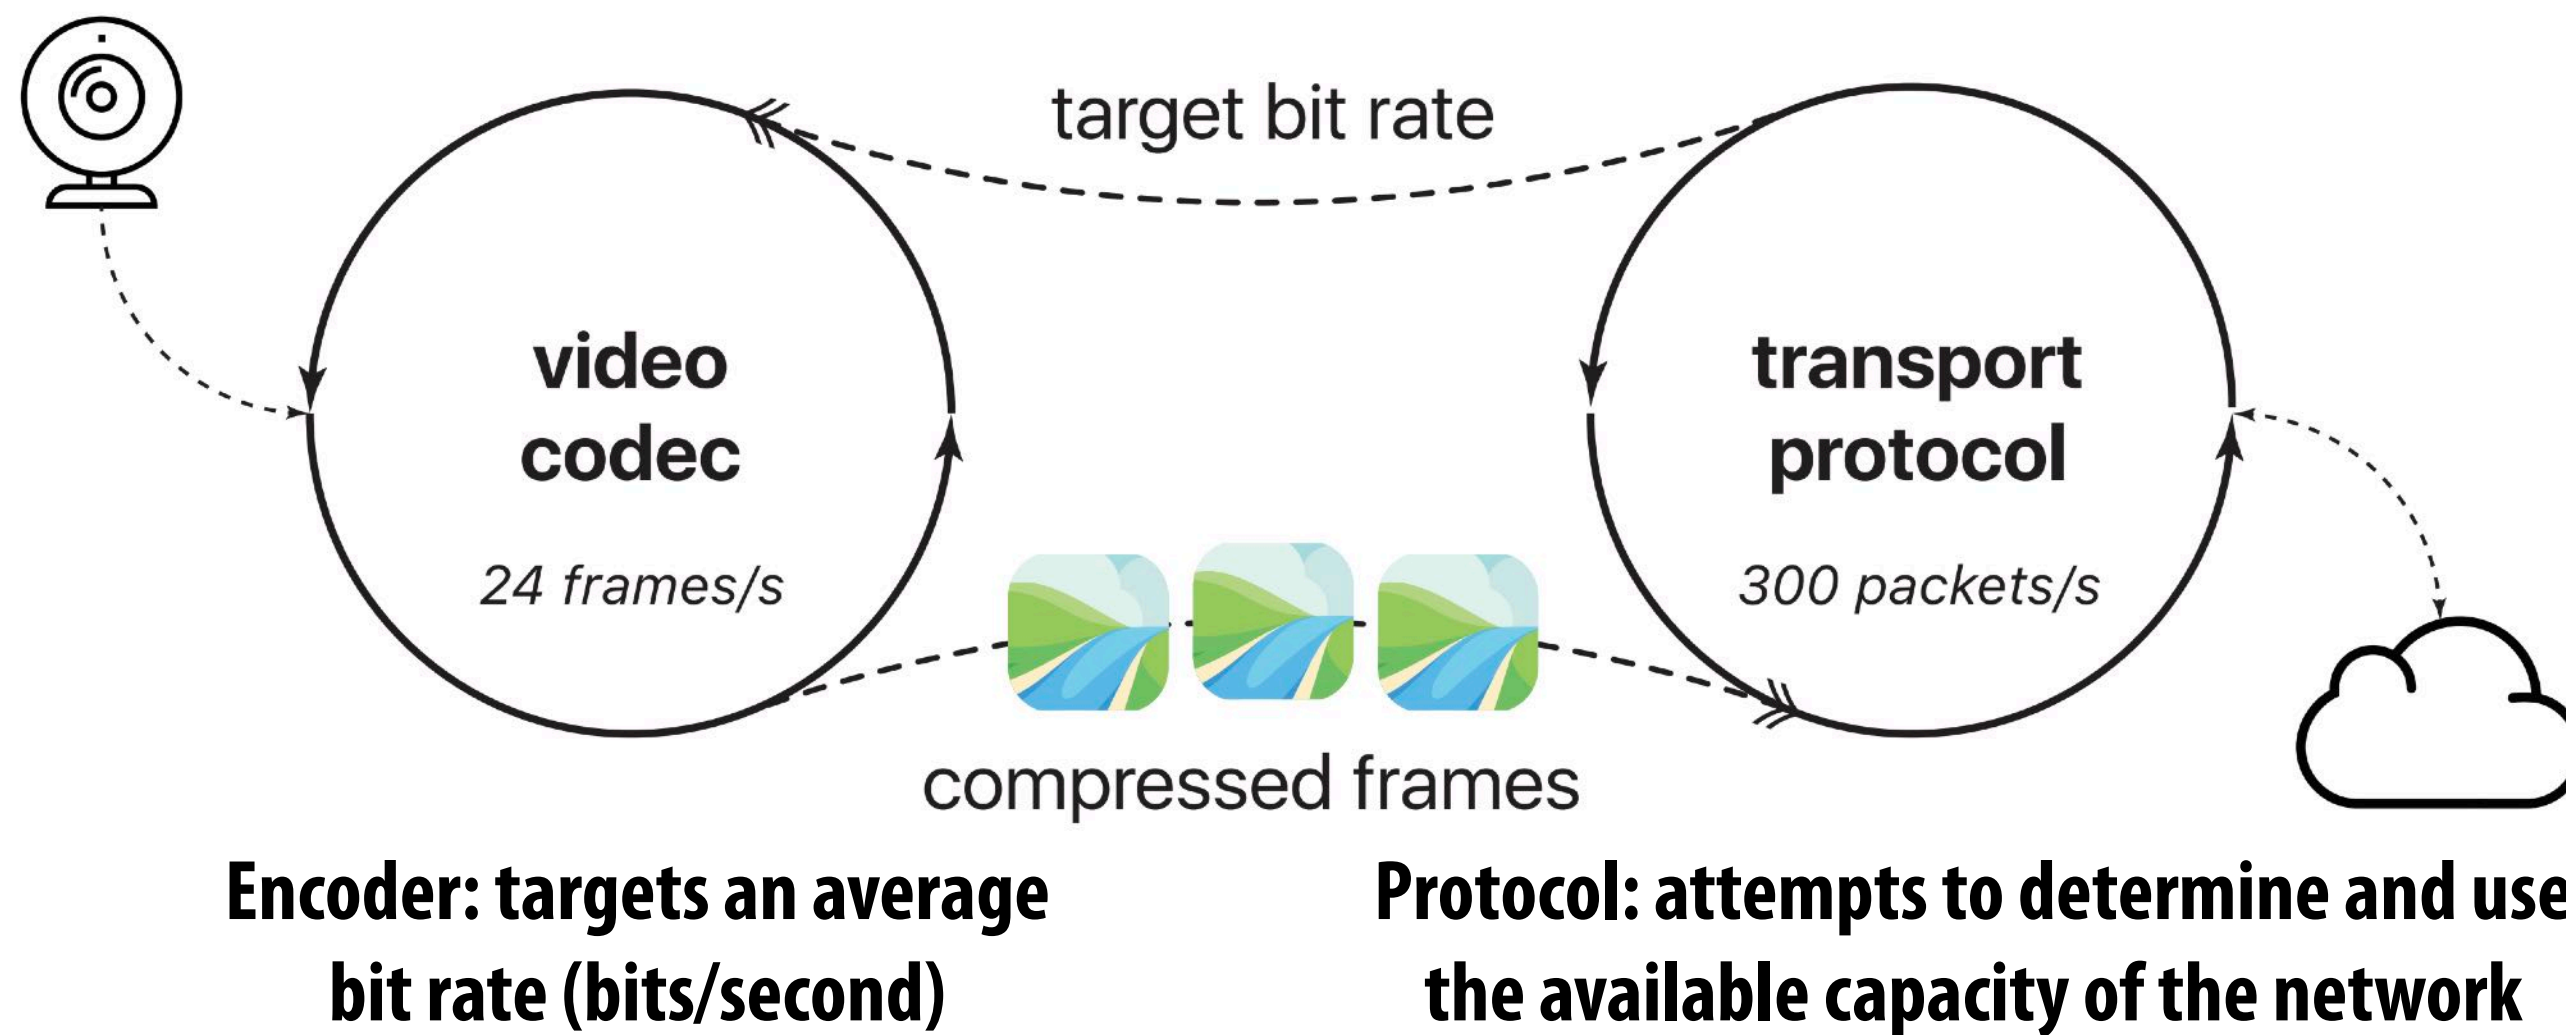 target bit rate
video
codec
24 frames/s
transport
protocol
300 packets/s
compressed frames
Encoder: targets an average
bit rate (bits/second)
Protocol: attempts to determine and use
the available capacity of the network